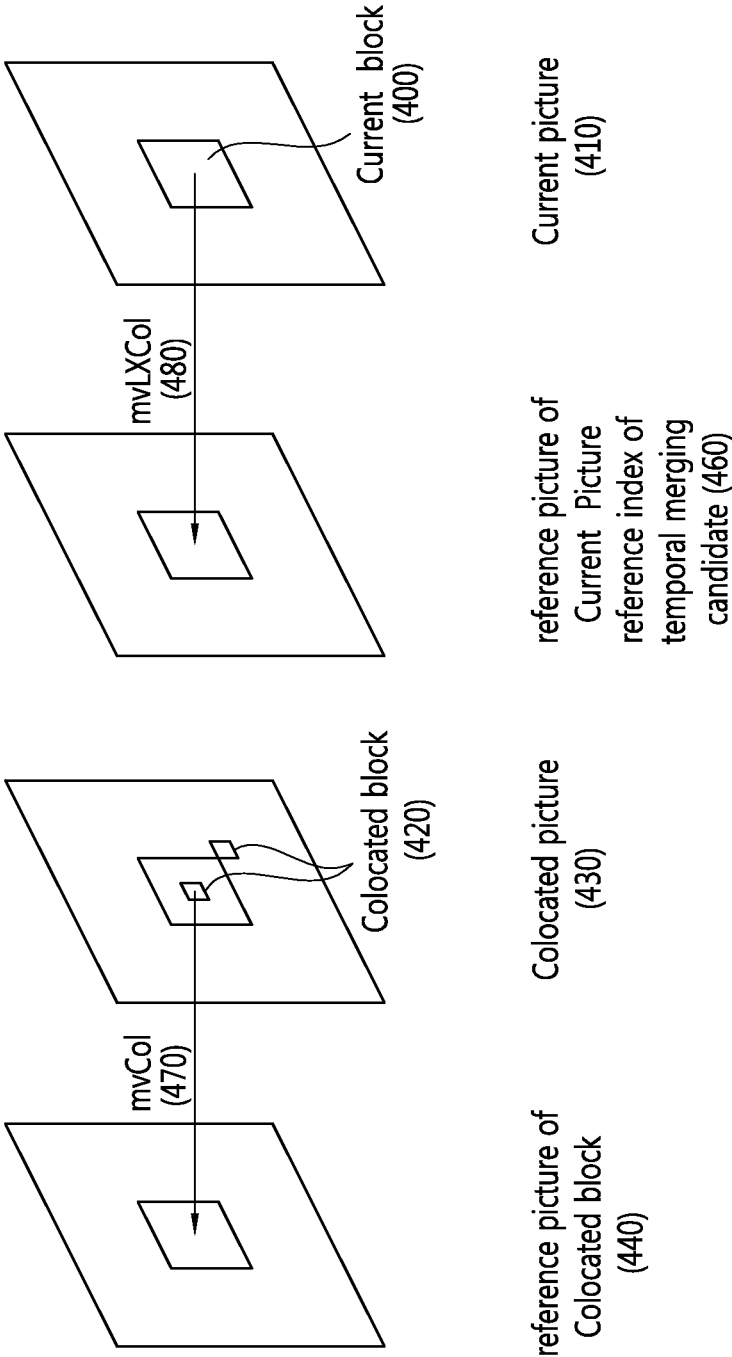 mvCol
(470)
mvLXCol
(480)
Colocated block
(420)
Current block
(400)
reference picture of
Colocated block
(440)
Colocated picture
(430)
reference picture of
Current Picture
reference index of
temporal merging
candidate (460)
Current picture
(410)